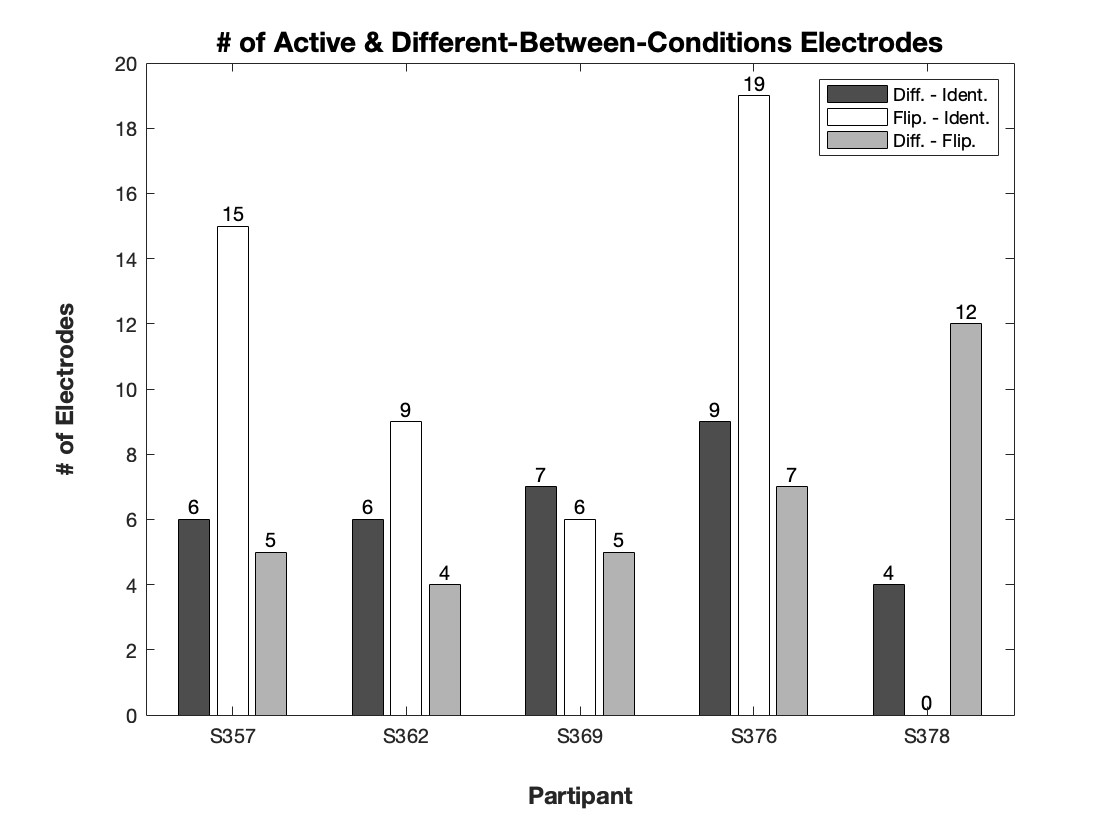 # of Active & Different-Between-Conditions Electrodes
20
18
16
14
12
10
8
6
4
2
0
# of Electrodes
Diff. - Ident.
Flip. - Ident.
Diff. - Flip.
6
15
5
6
9
4
7
6
5
9
19
7
4
0
12
S357
S362
S369
S376
S378
Partipant